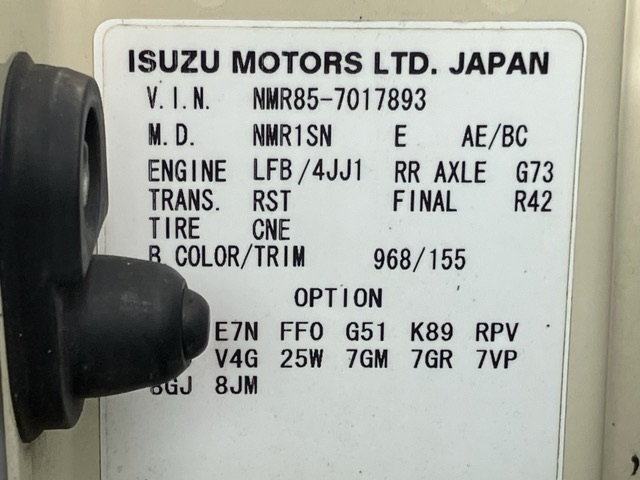 ISUZU MOTORS LTD. JAPAN
V.I.N. NMR85-7017893
M.D. NMR1SN E AE/BC
ENGINE LFB/4JJ1 RR AXLE G73
TRANS. RST FINAL R42
TIRE CNE
B COLOR/TRIM 968/155
OPTION
E7N FF0 G51 K89 RPV
V4G 25W 7GM 7GR 7VP
8GJ 8JM